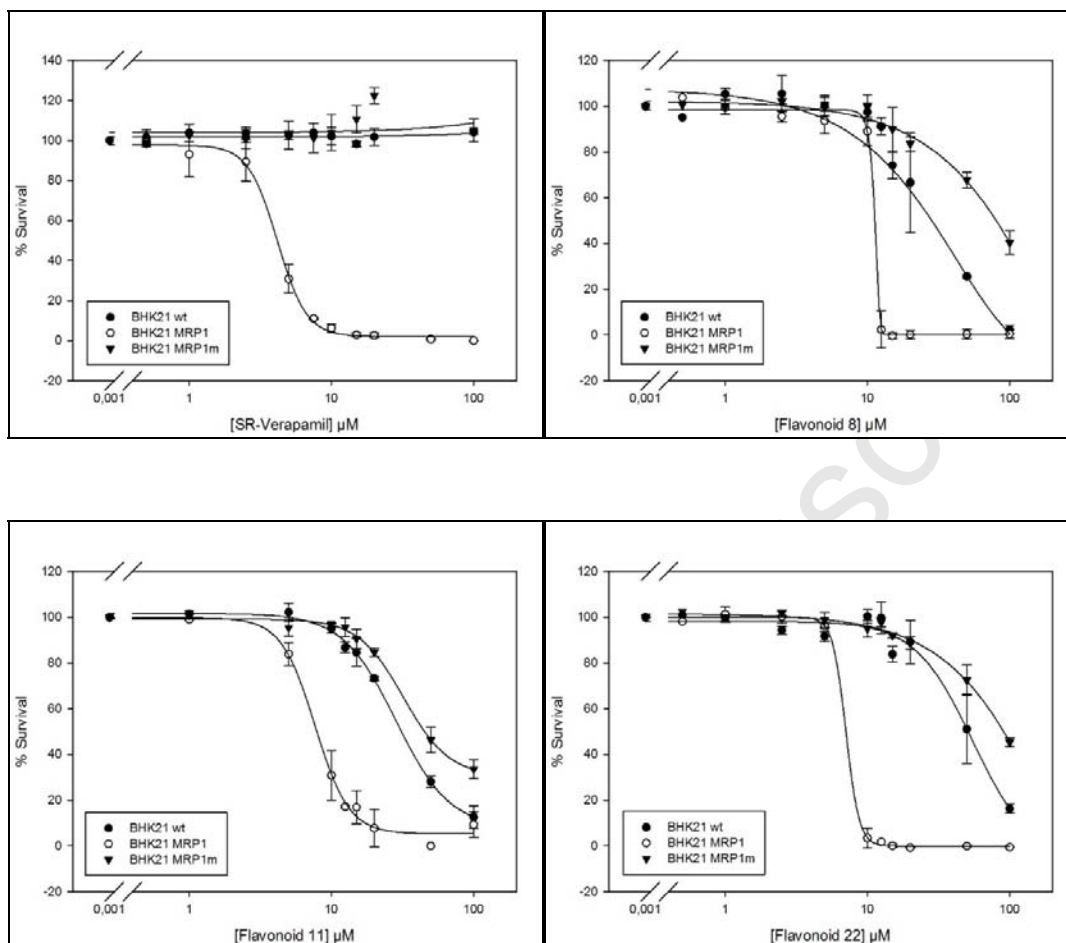 140
120
100
80
60
40
20
0
-20
% Survival
BHK21 wt
BHK21 MRP1
BHK21 MRP1m
0,001 1 10 100
[SR-Verapamil] µM
120
100
80
60
40
20
0
-20
% Survival
BHK21 wt
BHK21 MRP1
BHK21 MRP1m
0,001 1 10 100
[Flavonoid 8] µM
SC
120
100
80
60
40
20
0
-20
% Survival
BHK21 wt
BHK21 MRP1
BHK21 MRP1m
0,001 1 10 100
[Flavonoid 11] µM
120
100
80
60
40
20
0
-20
% Survival
BHK21 wt
BHK21 MRP1
BHK21 MRP1m
0,001 1 10 100
[Flavonoid 22] µM